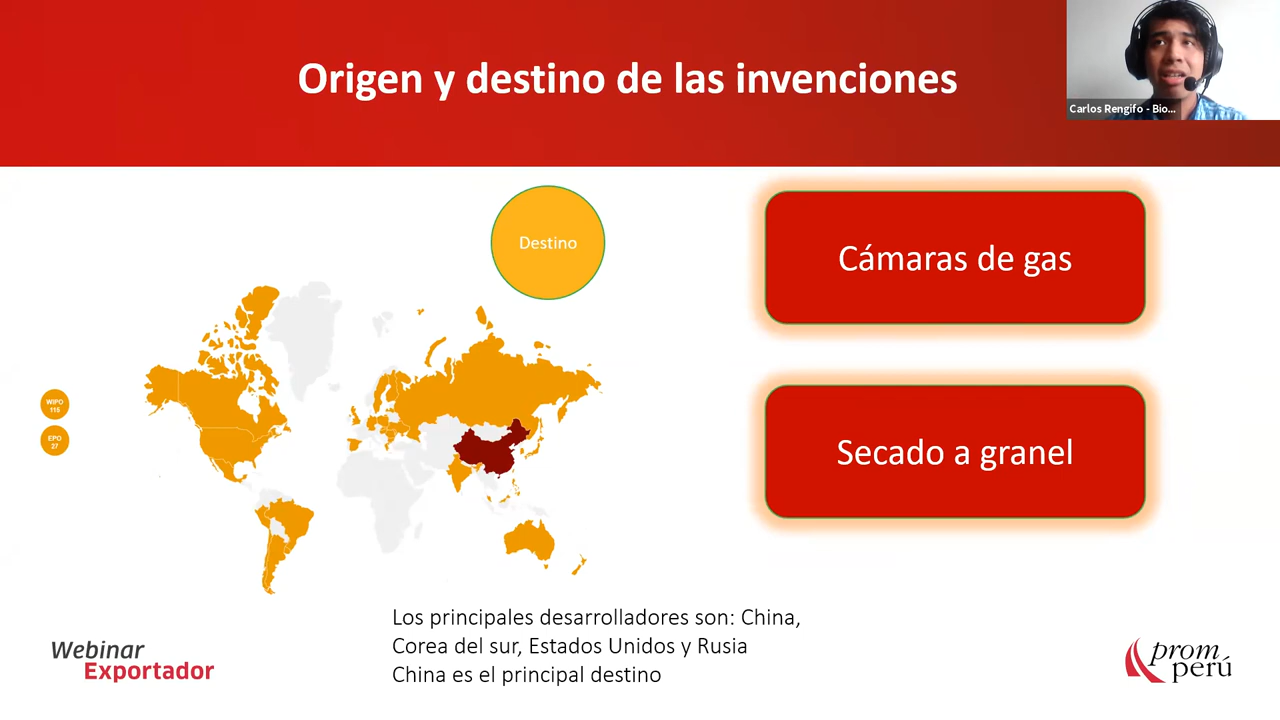 Origen y destino de las invenciones
Carlos Rengifo - Bio...
Destino
Cámaras de gas
WIPO
116
EPO
27
Secado a granel
Los principales desarrolladores son: China,
Corea del sur, Estados Unidos y Rusia
China es el principal destino
Webinar
Exportador
prom
perú